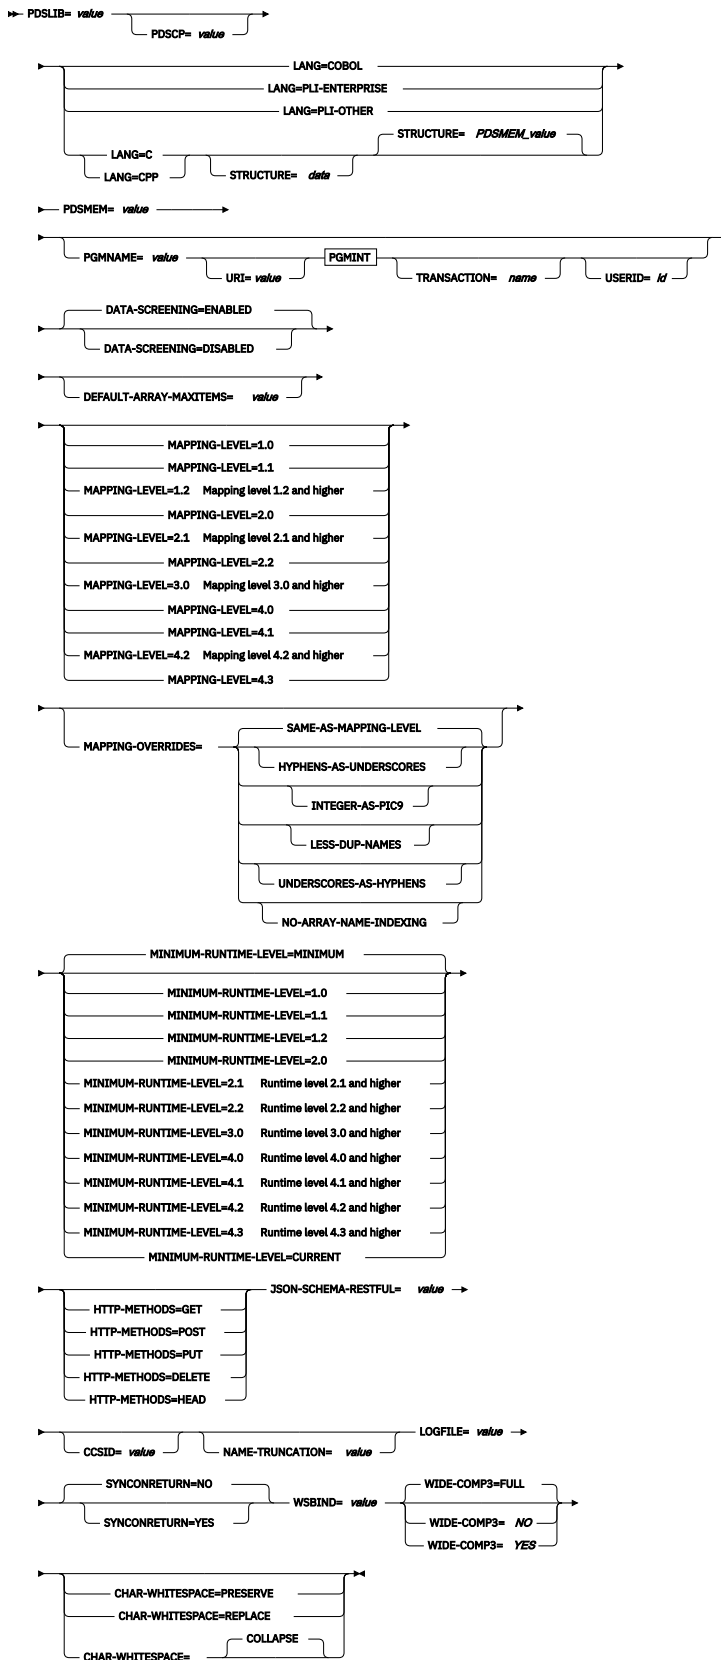 PDSLIB= value
PDSCP= value
LANG=COBOL
LANG=PLI-ENTERPRISE
LANG=PLI-OTHER
STRUCTURE= PDSMEM_value
LANG=C
LANG=CPP STRUCTURE= data
PDSMEM= value
PGMNAME= value PGMINT
URI= value TRANSACTION= name USERID= id
DATA-SCREENING=ENABLED
DATA-SCREENING=DISABLED
DEFAULT-ARRAY-MAXITEMS= value
MAPPING-LEVEL=1.0
MAPPING-LEVEL=1.1
MAPPING-LEVEL=1.2 Mapping level 1.2 and higher
MAPPING-LEVEL=2.0
MAPPING-LEVEL=2.1 Mapping level 2.1 and higher
MAPPING-LEVEL=2.2
MAPPING-LEVEL=3.0 Mapping level 3.0 and higher
MAPPING-LEVEL=4.0
MAPPING-LEVEL=4.1
MAPPING-LEVEL=4.2 Mapping level 4.2 and higher
MAPPING-LEVEL=4.3
SAME-AS-MAPPING-LEVEL
MAPPING-OVERRIDES=
HYPHENS-AS-UNDERSCORES
INTEGER-AS-PIC9
LESS-DUP-NAMES
UNDERSCORES-AS-HYPHENS
NO-ARRAY-NAME-INDEXING
MINIMUM-RUNTIME-LEVEL=MINIMUM
MINIMUM-RUNTIME-LEVEL=1.0
MINIMUM-RUNTIME-LEVEL=1.1
MINIMUM-RUNTIME-LEVEL=1.2
MINIMUM-RUNTIME-LEVEL=2.0
MINIMUM-RUNTIME-LEVEL=2.1 Runtime level 2.1 and higher
MINIMUM-RUNTIME-LEVEL=2.2 Runtime level 2.2 and higher
MINIMUM-RUNTIME-LEVEL=3.0 Runtime level 3.0 and higher
MINIMUM-RUNTIME-LEVEL=4.0 Runtime level 4.0 and higher
MINIMUM-RUNTIME-LEVEL=4.1 Runtime level 4.1 and higher
MINIMUM-RUNTIME-LEVEL=4.2 Runtime level 4.2 and higher
MINIMUM-RUNTIME-LEVEL=4.3 Runtime level 4.3 and higher
MINIMUM-RUNTIME-LEVEL=CURRENT
JSON-SCHEMA-RESTFUL= value
HTTP-METHODS=GET
HTTP-METHODS=POST
HTTP-METHODS=PUT
HTTP-METHODS=DELETE
HTTP-METHODS=HEAD
LOGFILE= value
CCSID= value NAME-TRUNCATION= value
SYNCONRETURN=NO WIDE-COMP3=FULL
WSBIND= value
SYNCONRETURN=YES WIDE-COMP3= NO
WIDE-COMP3= YES
CHAR-WHITESPACE=PRESERVE
CHAR-WHITESPACE=REPLACE
COLLAPSE
CHAR-WHITESPACE=